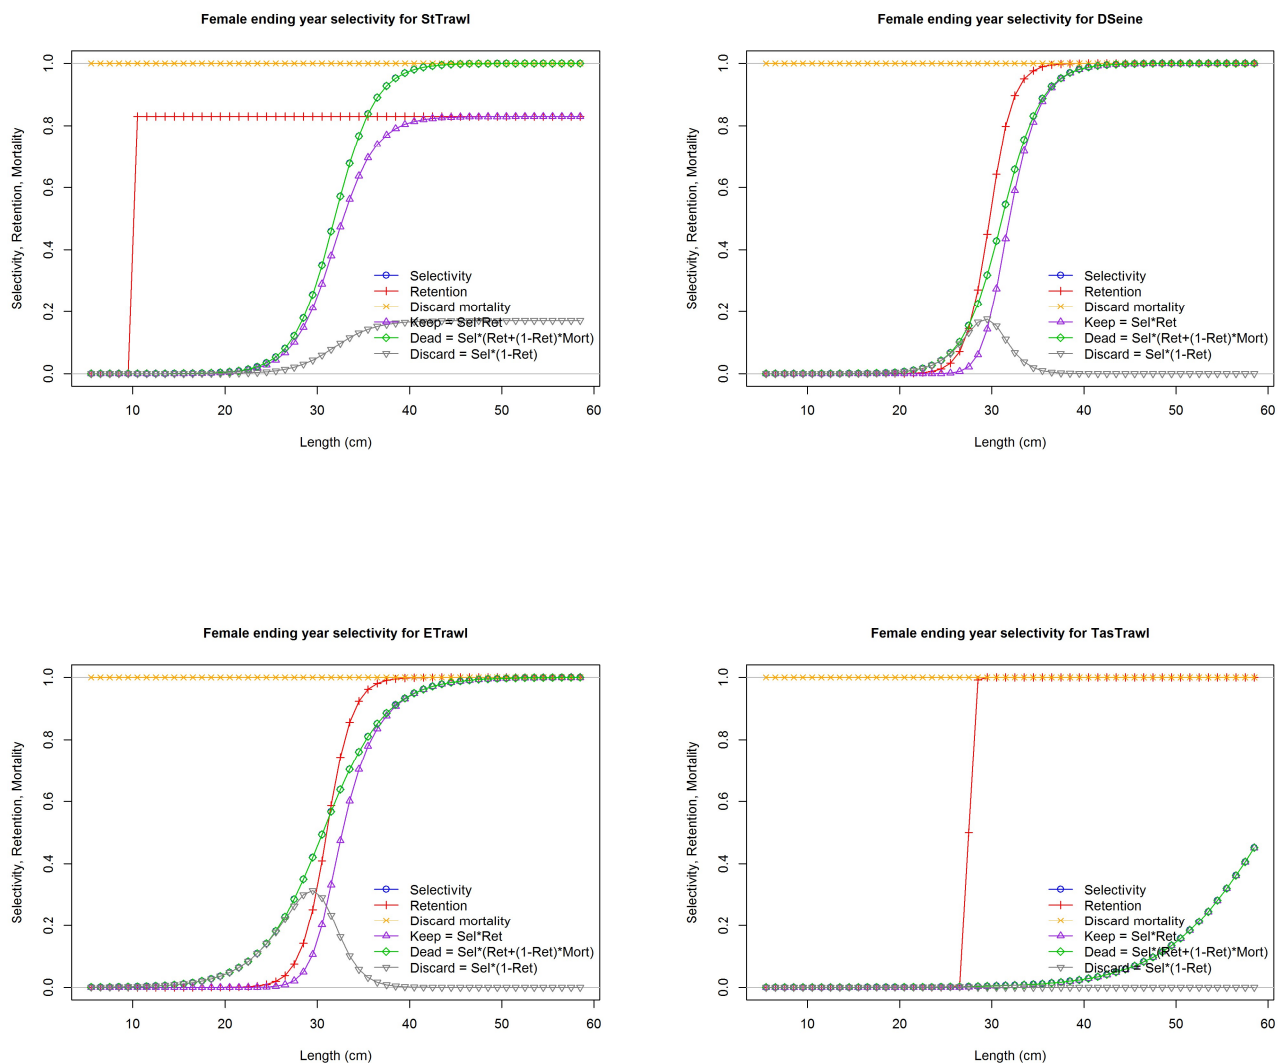 Female ending year selectivity for StTrawl
Selectivity, Retention, Mortality
1.0
0.8
0.6
0.4
0.2
0.0
Selectivity
Retention
Discard mortality
Keep = Sel*Ret
Dead = Sel*(Ret+(1-Ret)*Mort)
Discard = Sel*(1-Ret)
10 20 30 40 50 60
Length (cm)
Female ending year selectivity for DSeine
Selectivity, Retention, Mortality
1.0
0.8
0.6
0.4
0.2
0.0
Selectivity
Retention
Discard mortality
Keep = Sel*Ret
Dead = Sel*(Ret+(1-Ret)*Mort)
Discard = Sel*(1-Ret)
10 20 30 40 50 60
Length (cm)
Female ending year selectivity for ETrawl
Selectivity, Retention, Mortality
1.0
0.8
0.6
0.4
0.2
0.0
Selectivity
Retention
Discard mortality
Keep = Sel*Ret
Dead = Sel*(Ret+(1-Ret)*Mort)
Discard = Sel*(1-Ret)
10 20 30 40 50 60
Length (cm)
Female ending year selectivity for TasTrawl
Selectivity, Retention, Mortality
1.0
0.8
0.6
0.4
0.2
0.0
Selectivity
Retention
Discard mortality
Keep = Sel*Ret
Dead = Sel*(Ret+(1-Ret)*Mort)
Discard = Sel*(1-Ret)
10 20 30 40 50 60
Length (cm)